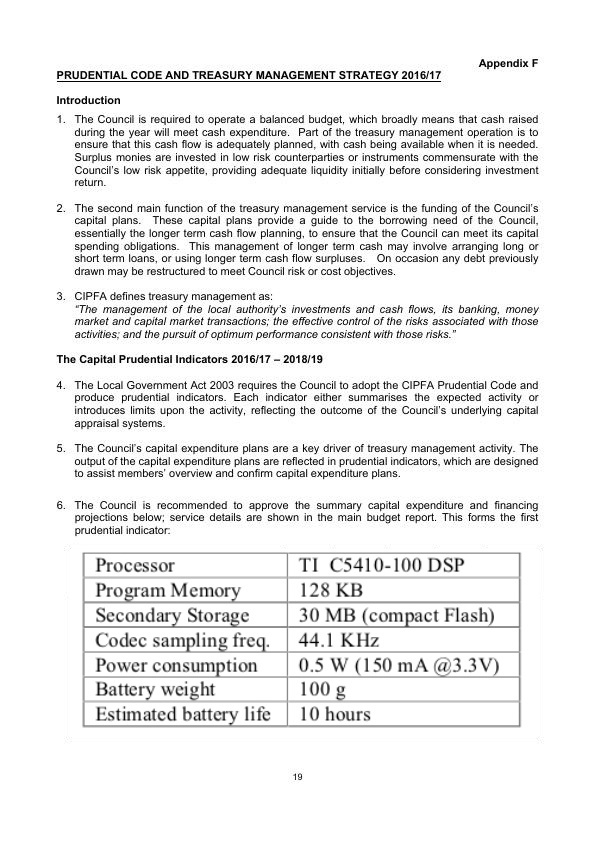 Appendix F
PRUDENTIAL CODE AND TREASURY MANAGEMENT STRATEGY 2016/17
Introduction
1. The Council is required to operate a balanced budget, which broadly means that cash raised
during the year will meet cash expenditure. Part of the treasury management operation is to
ensure that this cash flow is adequately planned, with cash being available when it is needed.
Surplus monies are invested in low risk counterparties or instruments commensurate with the
Council’s low risk appetite, providing adequate liquidity initially before considering investment
return.
2. The second main function of the treasury management service is the funding of the Council’s
capital plans. These capital plans provide a guide to the borrowing need of the Council,
essentially the longer term cash flow planning, to ensure that the Council can meet its capital
spending obligations. This management of longer term cash may involve arranging long or
short term loans, or using longer term cash flow surpluses. On occasion any debt previously
drawn may be restructured to meet Council risk or cost objectives.
3. CIPFA defines treasury management as:
“The management of the local authority’s investments and cash flows, its banking, money
market and capital market transactions; the effective control of the risks associated with those
activities; and the pursuit of optimum performance consistent with those risks.”
The Capital Prudential Indicators 2016/17 – 2018/19
4. The Local Government Act 2003 requires the Council to adopt the CIPFA Prudential Code and
produce prudential indicators. Each indicator either summarises the expected activity or
introduces limits upon the activity, reflecting the outcome of the Council’s underlying capital
appraisal systems.
5. The Council’s capital expenditure plans are a key driver of treasury management activity. The
output of the capital expenditure plans are reflected in prudential indicators, which are designed
to assist members’ overview and confirm capital expenditure plans.
6. The Council is recommended to approve the summary capital expenditure and financing
projections below; service details are shown in the main budget report. This forms the first
prudential indicator:
Processor TI C5410-100 DSP
Program Memory 128 KB
Secondary Storage 30 MB (compact Flash)
Codec sampling freq. 44.1 KHz
Power consumption 0.5 W (150 mA @3.3V)
Battery weight 100 g
Estimated battery life 10 hours
19